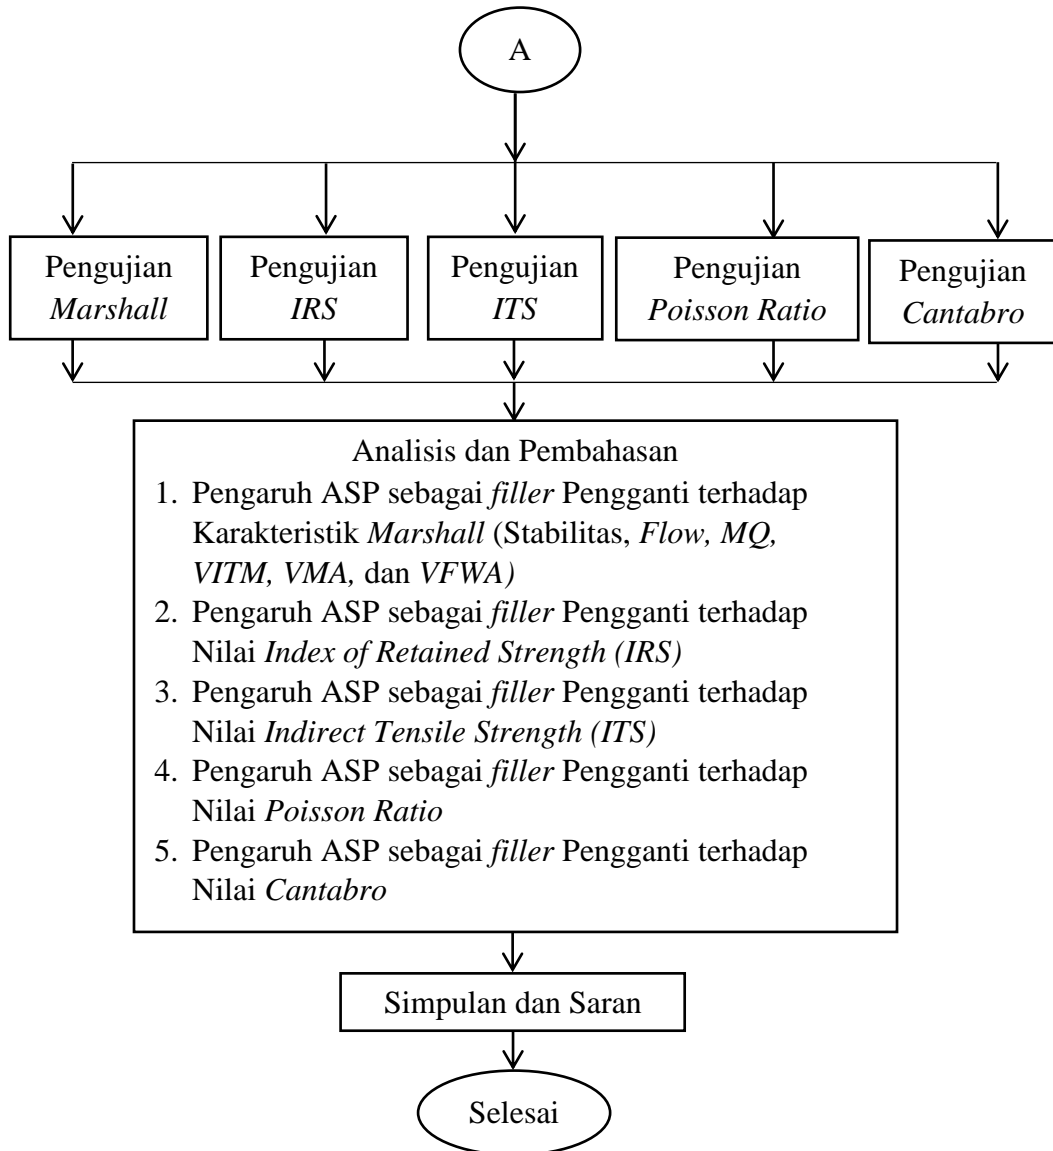 A
Pengujian
Marshall
Pengujian
IRS
Pengujian
ITS
Pengujian
Poisson Ratio
Pengujian
Cantabro
Analisis dan Pembahasan
1. Pengaruh ASP sebagai filler Pengganti terhadap
Karakteristik Marshall (Stabilitas, Flow, MQ,
VITM, VMA, dan VFWA)
2. Pengaruh ASP sebagai filler Pengganti terhadap
Nilai Index of Retained Strength (IRS)
3. Pengaruh ASP sebagai filler Pengganti terhadap
Nilai Indirect Tensile Strength (ITS)
4. Pengaruh ASP sebagai filler Pengganti terhadap
Nilai Poisson Ratio
5. Pengaruh ASP sebagai filler Pengganti terhadap
Nilai Cantabro
Simpulan dan Saran
Selesai